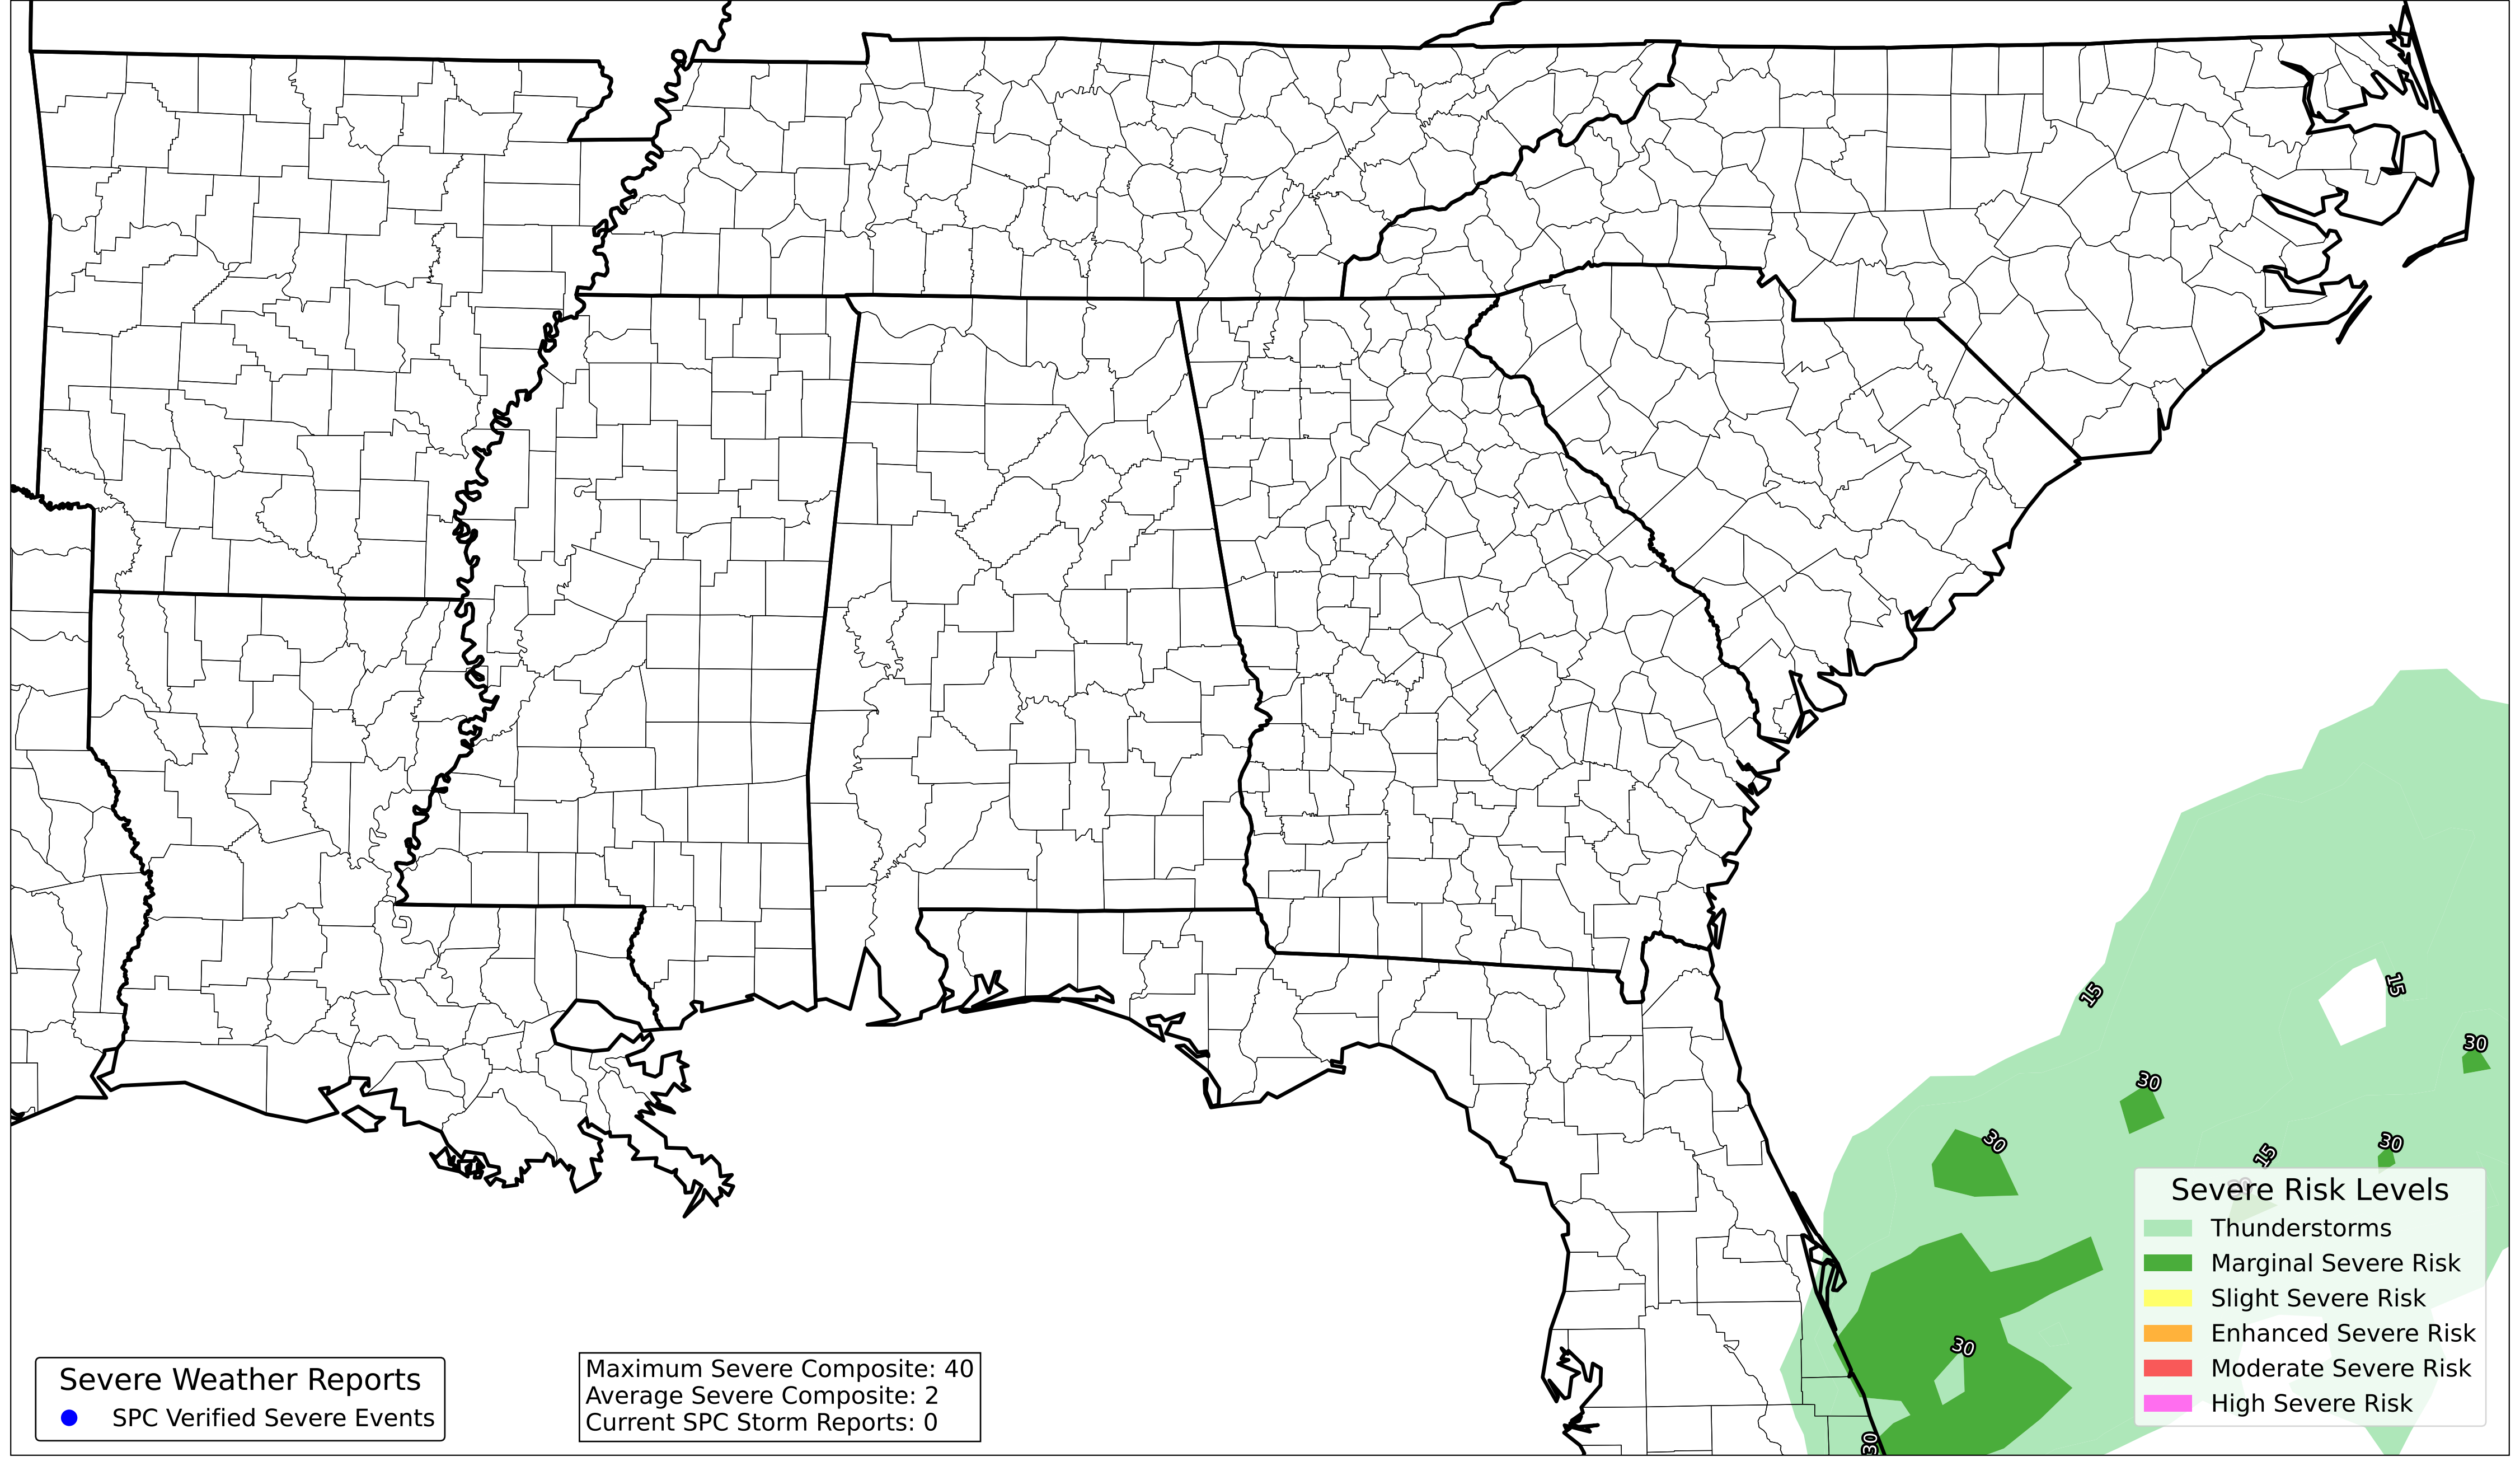 15
15
30
30
30
30
15
30
30
Severe Risk Levels
Thunderstorms
Marginal Severe Risk
Slight Severe Risk
Enhanced Severe Risk
Moderate Severe Risk
High Severe Risk
Severe Weather Reports
SPC Verified Severe Events
Maximum Severe Composite: 40
Average Severe Composite: 2
Current SPC Storm Reports: 0